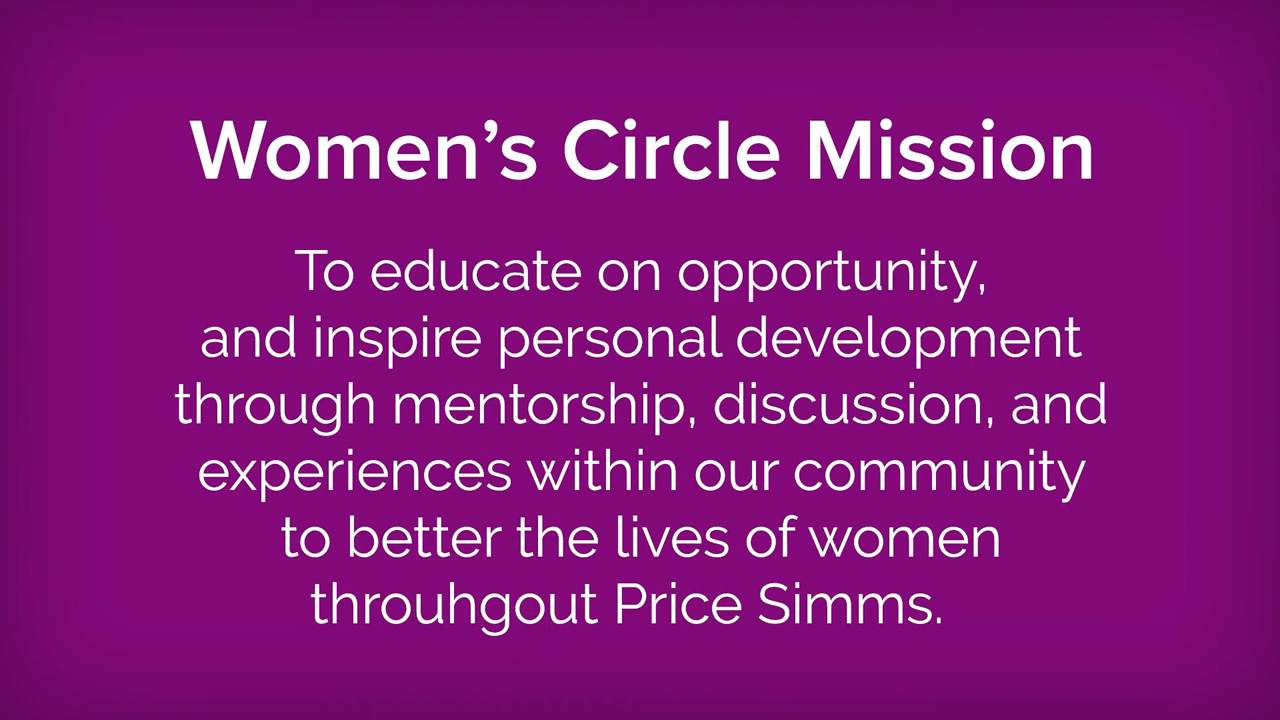 Women’s Circle Mission
To educate on opportunity,
and inspire personal development
through mentorship, discussion, and
experiences within our community
to better the lives of women
throuhgout Price Simms.